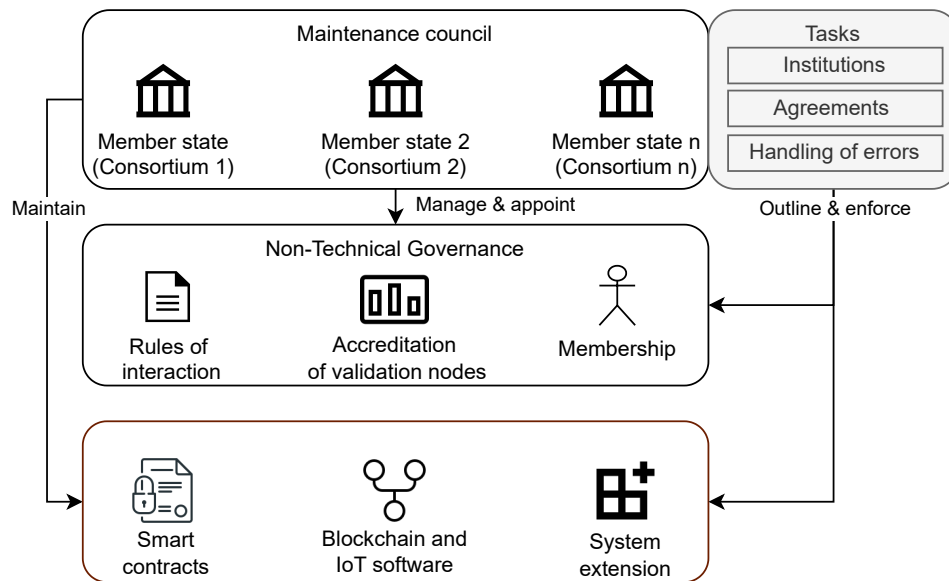 Maintenance council
Member state
(Consortium 1)
Member state 2
(Consortium 2)
Member state n
(Consortium n)
Tasks
Institutions
Agreements
Handling of errors
Maintain
Manage & appoint
Outline & enforce
Non-Technical Governance
Rules of
interaction
Accreditation
of validation nodes
Membership
Smart
contracts
Blockchain and
IoT software
System
extension